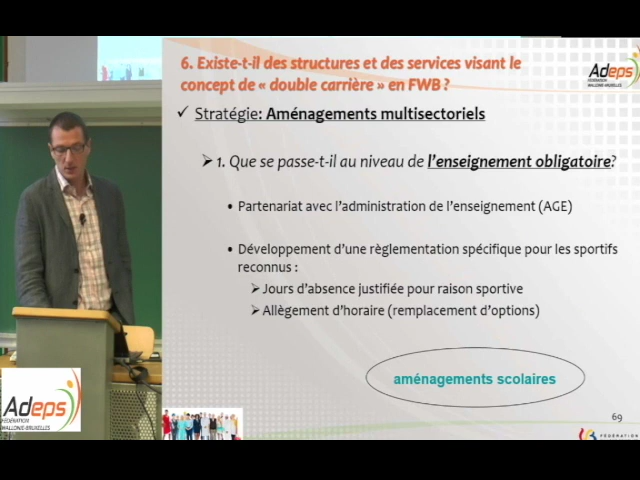 6. Existe-t-il des structures et des services visant le
concept de « double carrière » en FWB ?
Adeps
FÉDÉRATION
WALLONIE-BRUXELLES
✓ Stratégie: Aménagements multisectoriels
➢ 1. Que se passe-t-il au niveau de l'enseignement obligatoire?
• Partenariat avec l'administration de l'enseignement (AGE)
• Développement d'une règlementation spécifique pour les sportifs
reconnus :
➢ Jours d'absence justifiée pour raison sportive
➢ Allègement d'horaire (remplacement d'options)
aménagements scolaires
Adeps
FÉDÉRATION
WALLONIE-BRUXELLES
69
FÉDÉRATION